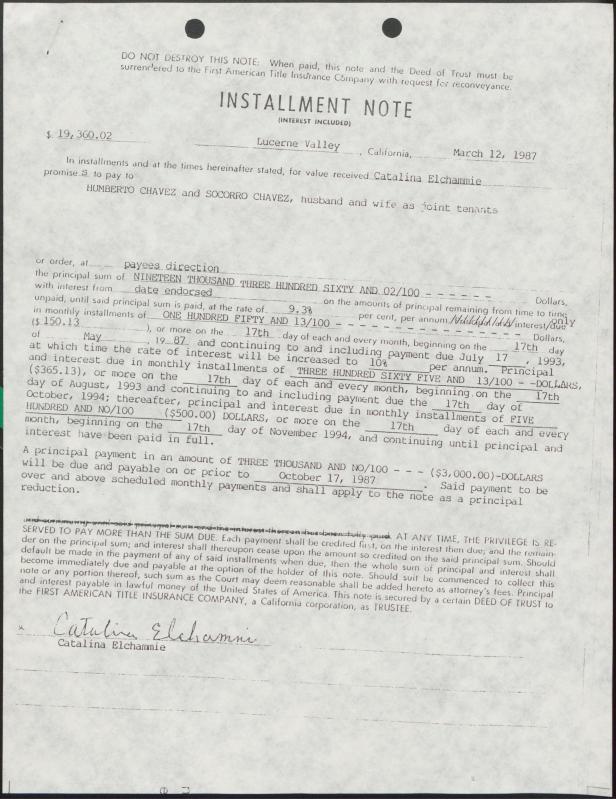 DO NOT DESTROY THIS NOTE: When paid, this note and the Deed of Trust must be
surrendered to the First American Title Insurance Company with request for reconveyance.
INSTALLMENT NOTE
(INTEREST INCLUDED)
$ 19,360.02 Lucerne Valley , California, March 12, 1987
In installments and at the times hereinafter stated, for value received Catalina Elchammie
promise s to pay to
HUMBERTO CHAVEZ and SOCORRO CHAVEZ, husband and wife as joint tenants
or order, at payees direction
the principal sum of NINETEEN THOUSAND THREE HUNDRED SIXTY AND 02/100 - - - - - - - Dollars,
with interest from date endorsed on the amounts of principal remaining from time to time
unpaid, until said principal sum is paid, at the rate of 9.3% per cent, per annum. interest/due only
in monthly installments of ONE HUNDRED FIFTY AND 13/100 - - - - - - - - - - - - - - - Dollars,
($ 150.13 ), or more on the 17th day of each and every month, beginning on the 17th day
of May , 19 87 and continuing to and including payment due July 17 , 1993,
at which time the rate of interest will be increased to 10% per annum. Principal
and interest due in monthly installments of THREE HUNDRED SIXTY FIVE AND 13/100 - -DOLLARS,
($365.13), or more on the 17th day of each and every month, beginning on the 17th
day of August, 1993 and continuing to and including payment due the 17th day of
October, 1994; thereafter, principal and interest due in monthly installments of FIVE
HUNDRED AND NO/100 ($500.00) DOLLARS, or more on the 17th day of each and every
month, beginning on the 17th day of November 1994, and continuing until principal and
interest have been paid in full.
A principal payment in an amount of THREE THOUSAND AND NO/100 - - - ($3,000.00)-DOLLARS
will be due and payable on or prior to October 17, 1987 . Said payment to be
over and above scheduled monthly payments and shall apply to the note as a principal
reduction.
AT ANY TIME, THE PRIVILEGE IS RE-
SERVED TO PAY MORE THAN THE SUM DUE. Each payment shall be credited first, on the interest then due; and the remain-
der on the principal sum; and interest shall thereupon cease upon the amount so credited on the said principal sum. Should
default be made in the payment of any of said installments when due, then the whole sum of principal and interest shall
become immediately due and payable at the option of the holder of this note. Should suit be commenced to collect this
note or any portion thereof, such sum as the Court may deem reasonable shall be added hereto as attorney's fees. Principal
and interest payable in lawful money of the United States of America. This note is secured by a certain DEED OF TRUST to
the FIRST AMERICAN TITLE INSURANCE COMPANY, a California corporation, as TRUSTEE.
x Catalina Elchammie
Catalina Elchammie